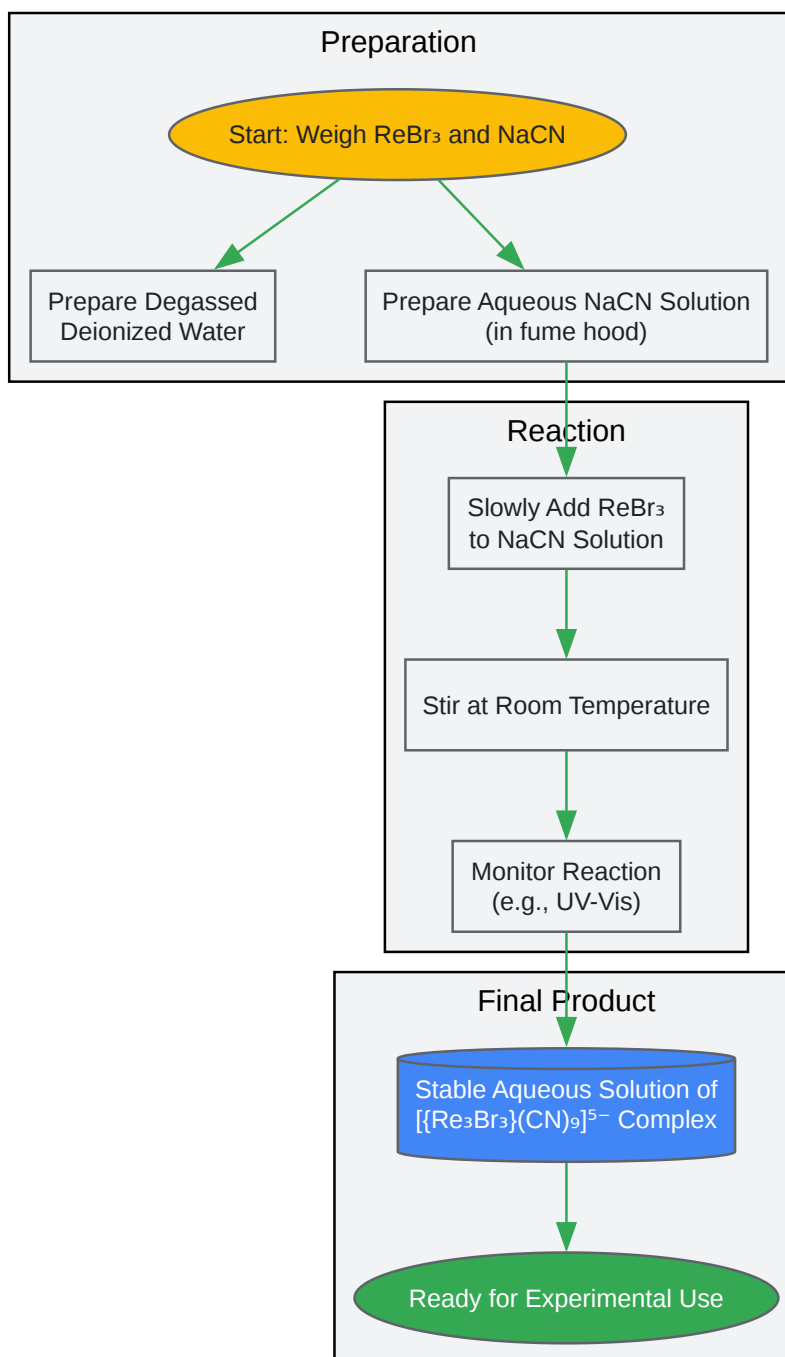 Preparation
Start: Weigh ReBr₃ and NaCN
Prepare Degassed
Deionized Water
Prepare Aqueous NaCN Solution
(in fume hood)
Reaction
Slowly Add ReBr₃
to NaCN Solution
Stir at Room Temperature
Monitor Reaction
(e.g., UV-Vis)
Final Product
Stable Aqueous Solution of
[{Re₃Br₃}(CN)₉]⁵⁻ Complex
Ready for Experimental Use